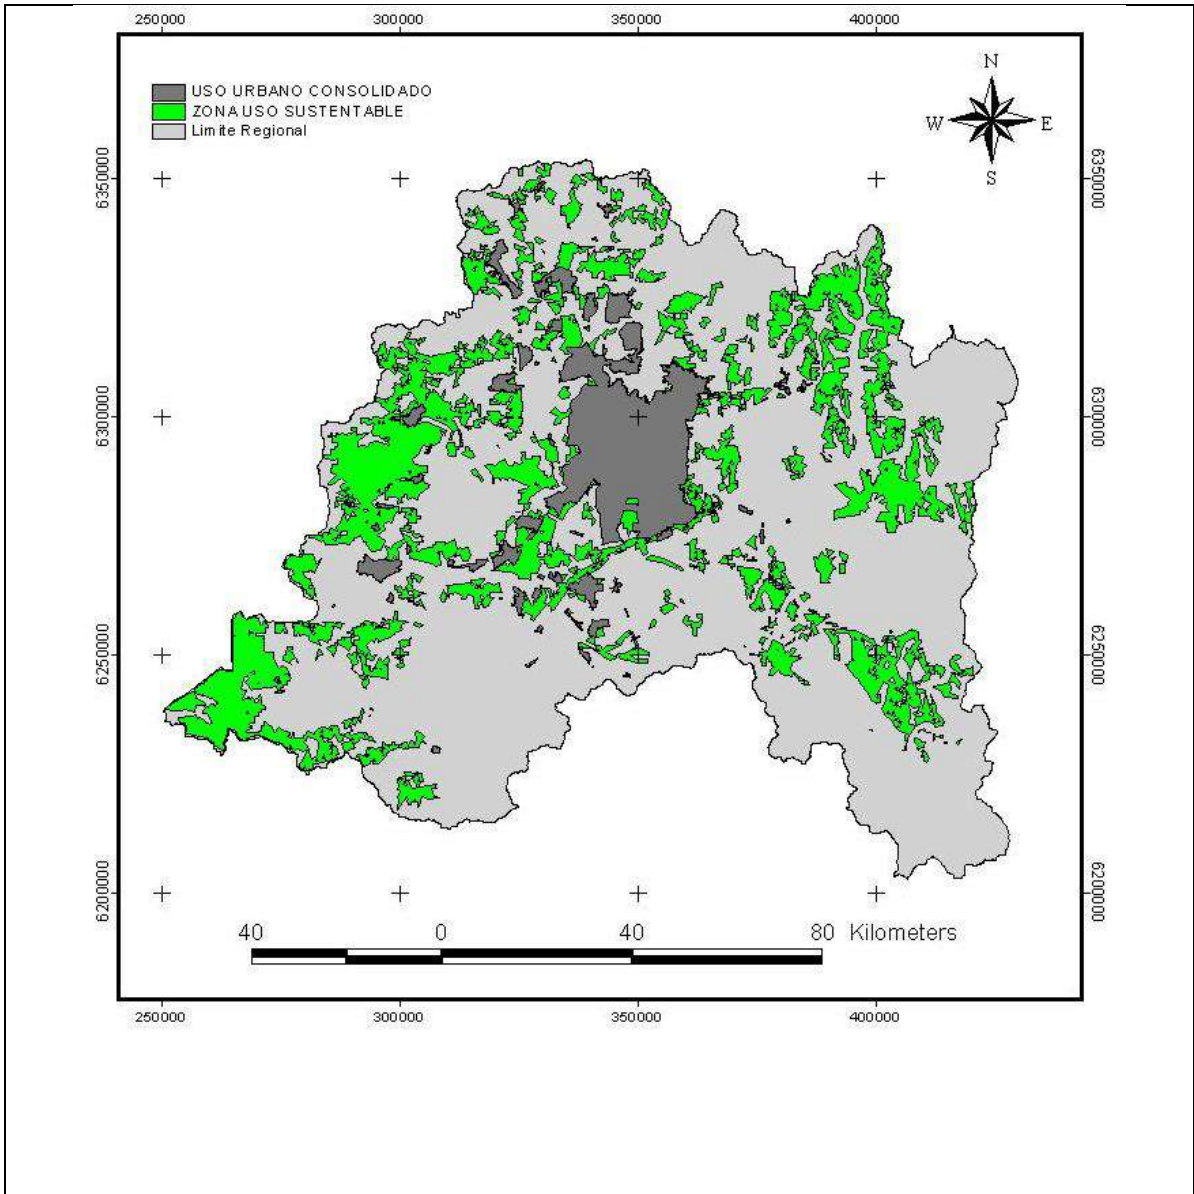 250000 300000 350000 400000
N
USO URBANO CONSOLIDADO
ZONA USO SUSTENTABLE
Limite Regional
W E
S
6350000 6350000
6300000 6300000
6250000 6250000
6200000 6200000
40 0 40 80 Kilometers
250000 300000 350000 400000